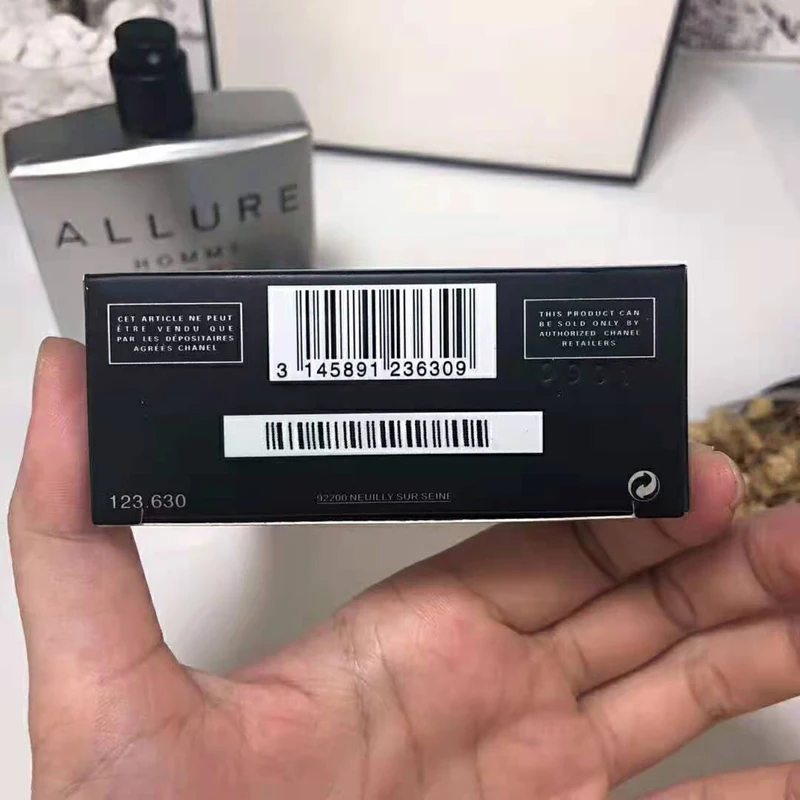 ALLURE
HOMME
CET ARTICLE NE PEUT
ÊTRE VENDU QUE
PAR LES DÉPOSITAIRES
AGRÉÉS CHANEL
3 145891 236309
THIS PRODUCT CAN
BE SOLD ONLY BY
AUTHORIZED CHANEL
RETAILERS
123.630
92200 NEUILLY SUR SEINE